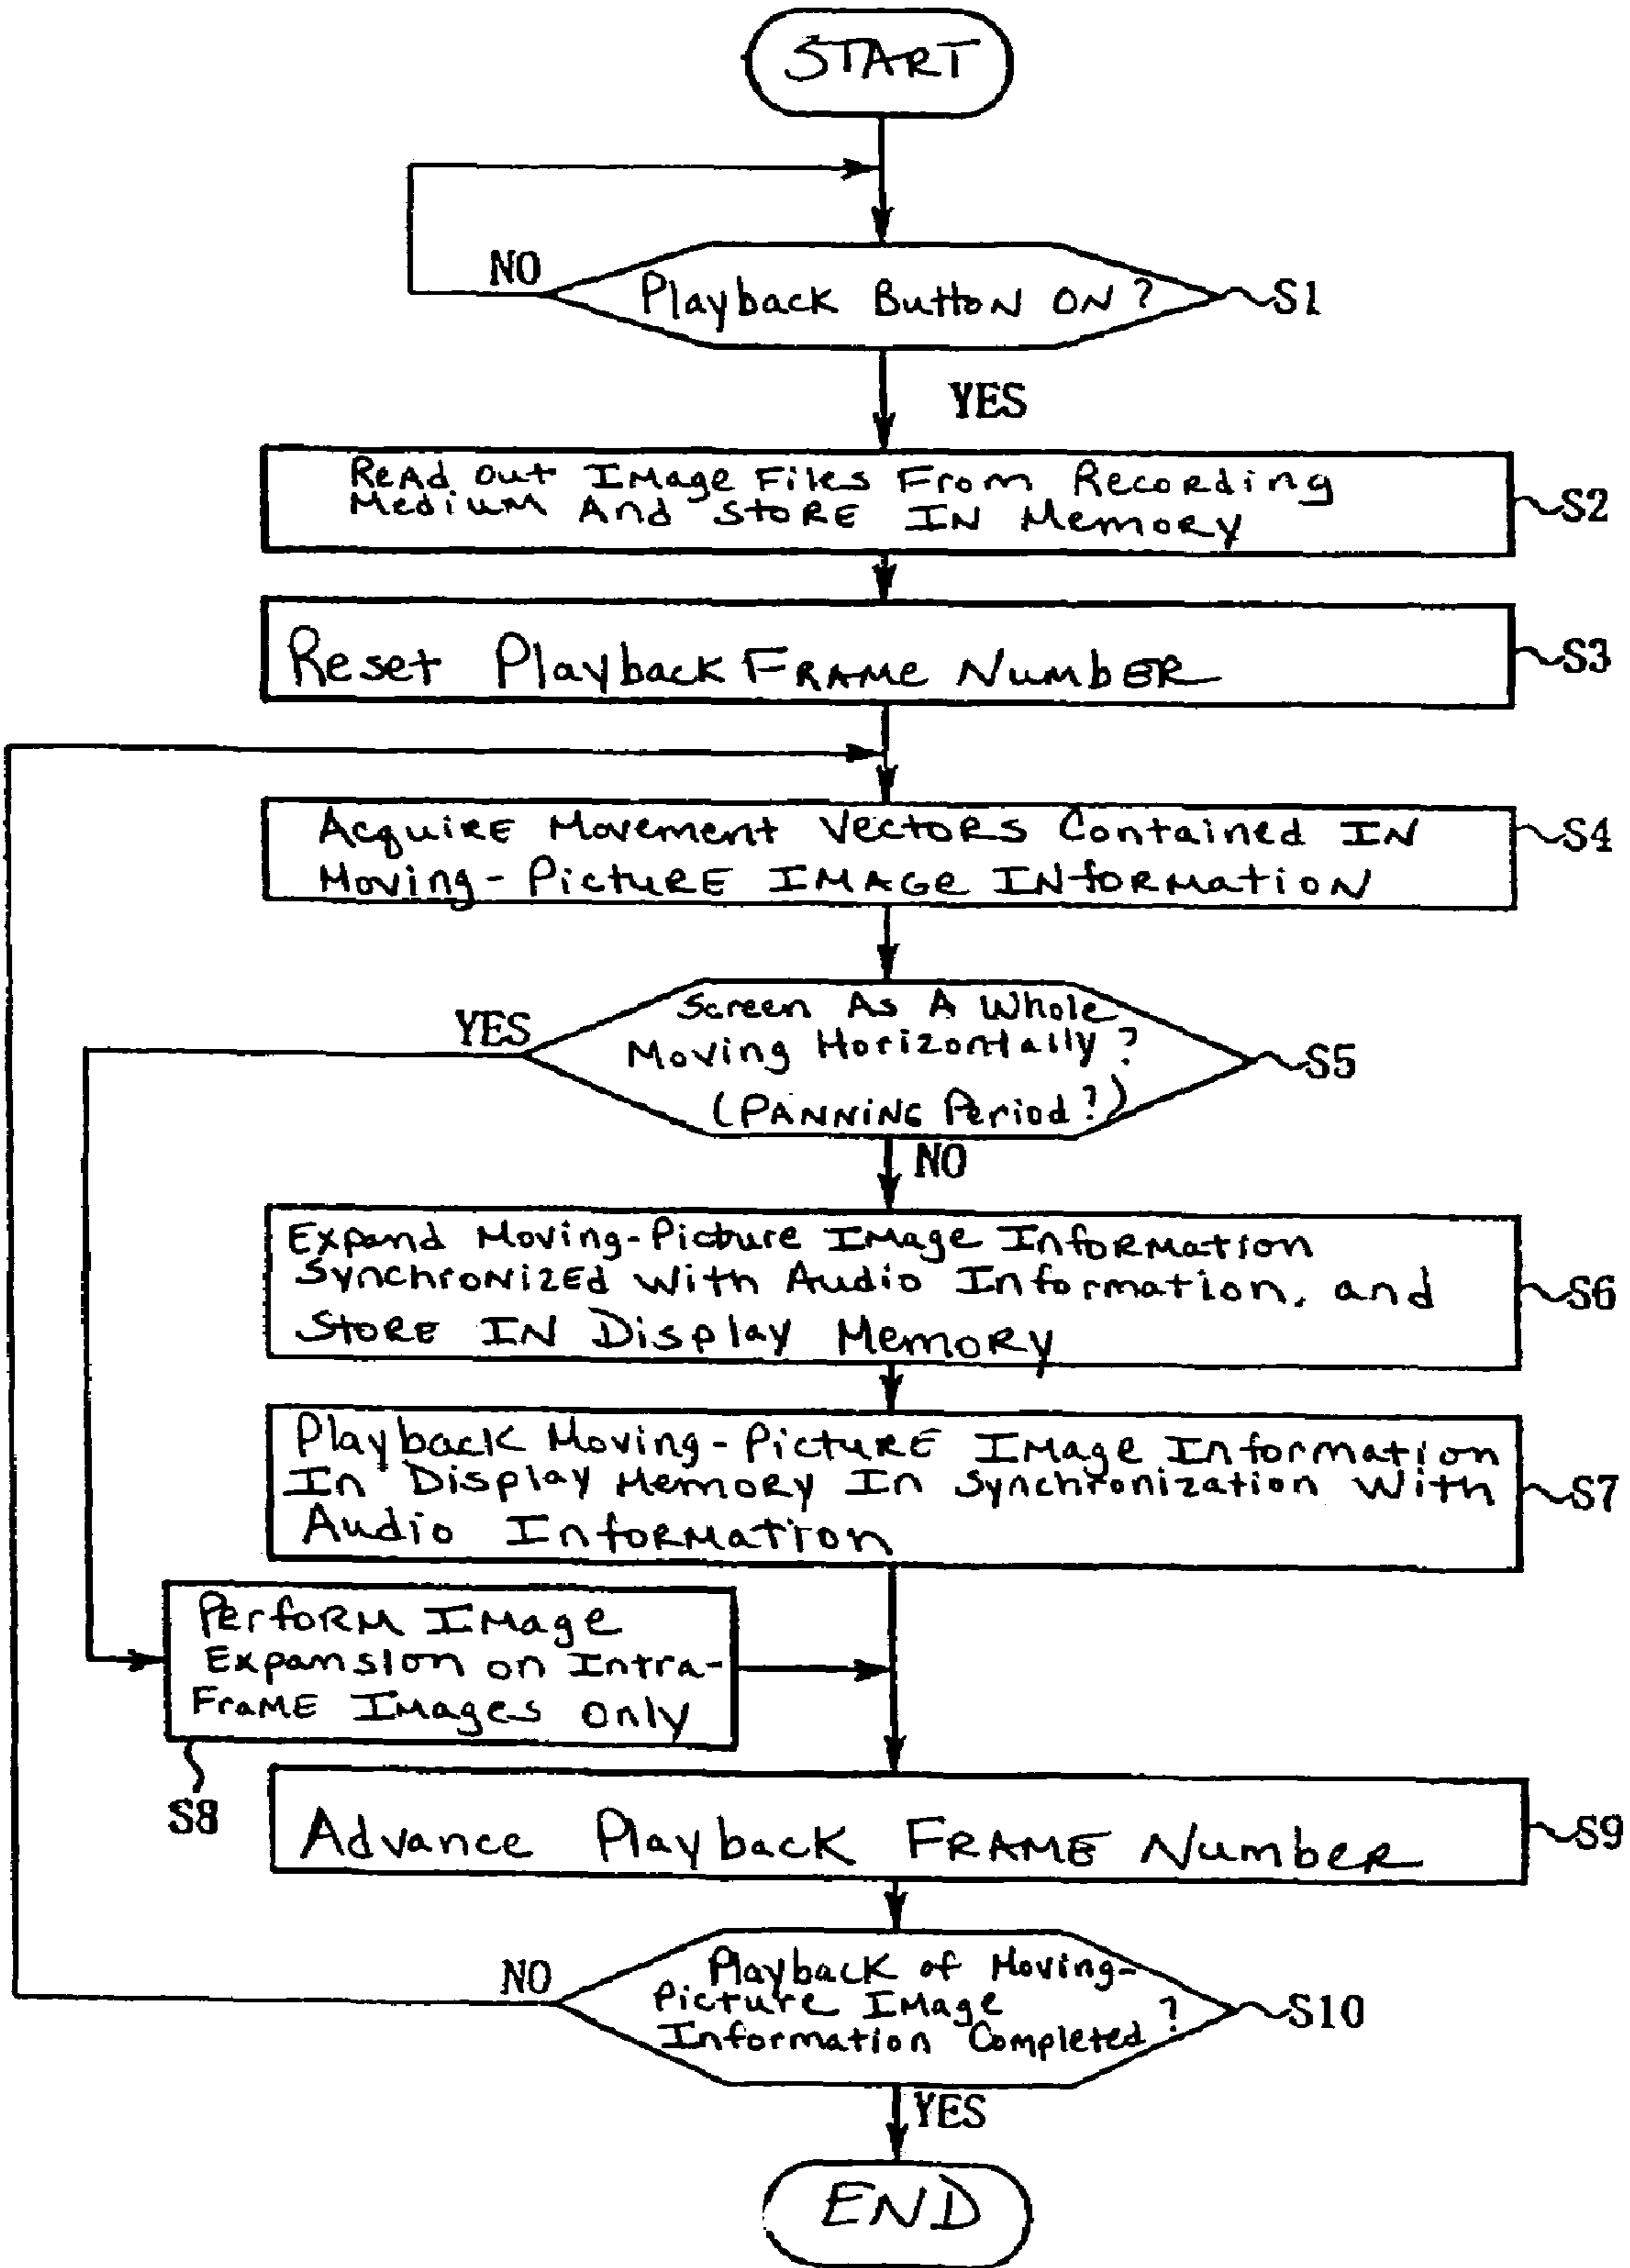 START
NO
Playback Button ON?
S1
YES
Read out Image Files From Recording
Medium And Store IN Memory
S2
Reset Playback Frame Number
S3
Acquire Movement Vectors Contained IN
Moving-Picture IMAGE INformation
S4
YES
Screen As A Whole
Moving Horizontally?
(Panning Period?)
S5
NO
Expand Moving-Picture Image Information
Synchronized With Audio Information, and
Store IN Display Memory
S6
Playback Moving-Picture Image Information
In Display Memory In Synchronization With
Audio Information
S7
Perform Image
Expansion on Intra-
Frame Images Only
S8
Advance Playback FRAME Number
S9
NO
Playback of Moving-
Picture Image
Information Completed?
S10
YES
END